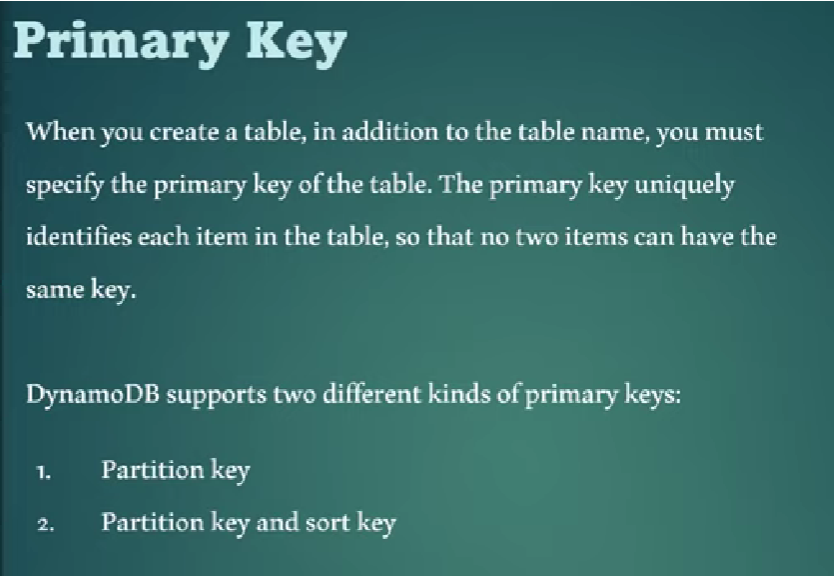 Primary Key
When you create a table, in addition to the table name, you must
specify the primary key of the table. The primary key uniquely
identifies each item in the table, so that no two items can have the
same key.
DynamoDB supports two different kinds of primary keys:
1. Partition key
2. Partition key and sort key